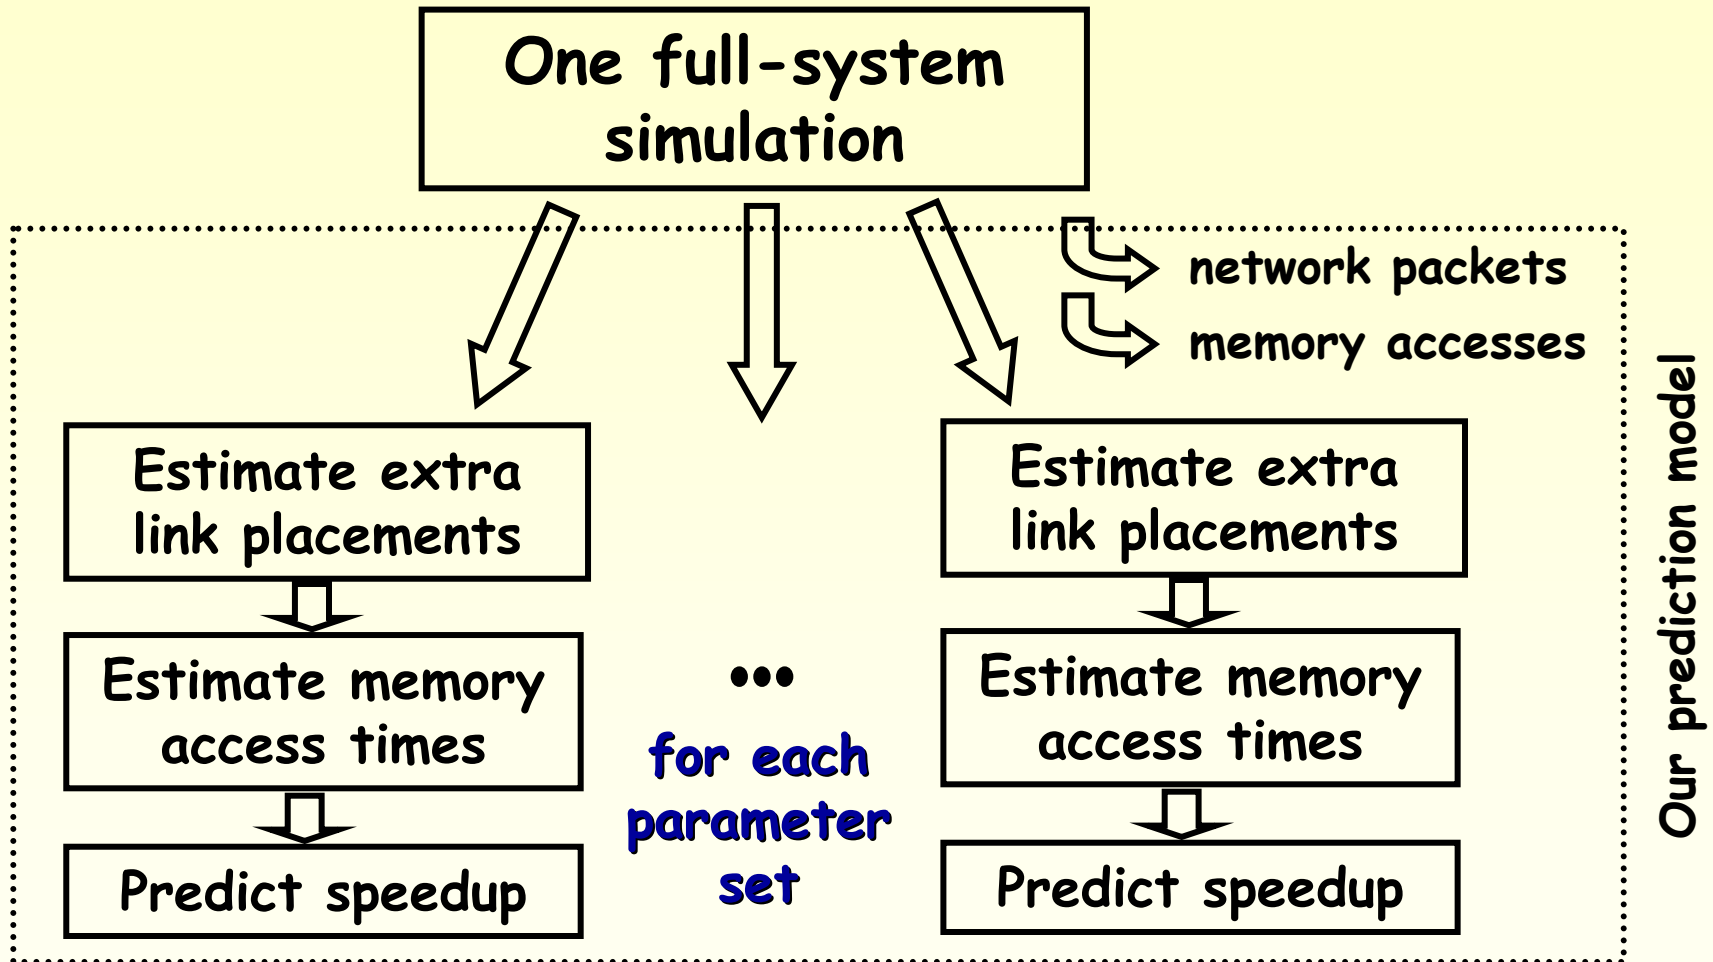 One full-system
simulation
network packets
memory accesses
Our prediction model
Estimate extra
link placements
Estimate memory
access times
Predict speedup
•••
for each
parameter
set
Estimate extra
link placements
Estimate memory
access times
Predict speedup